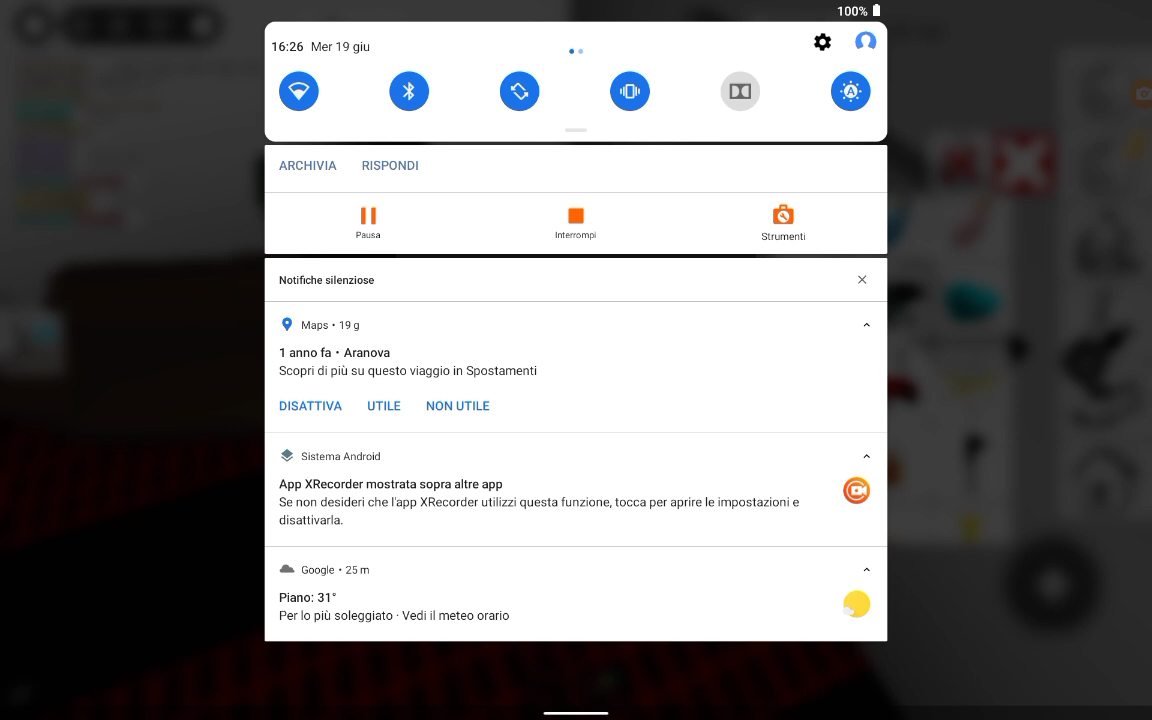 100%
16:26 Mer 19 giu
ARCHIVIA RISPONDI
Pausa Interrompi Strumenti
Notifiche silenziose
Maps • 19 g
1 anno fa • Aranova
Scopri di più su questo viaggio in Spostamenti
DISATTIVA UTILE NON UTILE
Sistema Android
App XRecorder mostrata sopra altre app
Se non desideri che l'app XRecorder utilizzi questa funzione, tocca per aprire le impostazioni e
disattivarla.
Google • 25 m
Piano: 31°
Per lo più soleggiato · Vedi il meteo orario